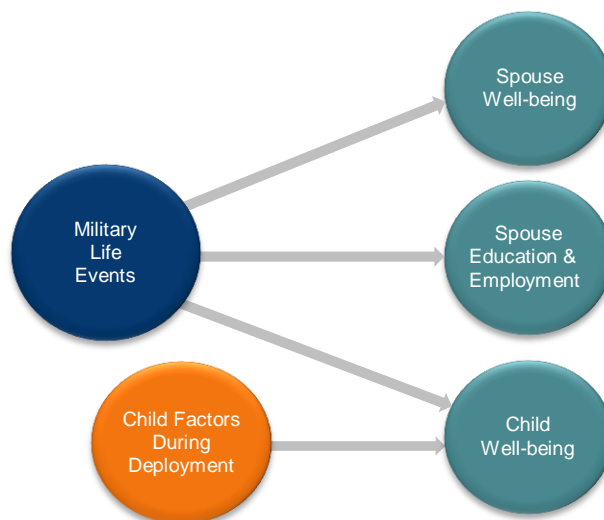 Spouse
Well-being
Military
Life
Events
Spouse
Education &
Employment
Child Factors
During
Deployment
Child
Well-being